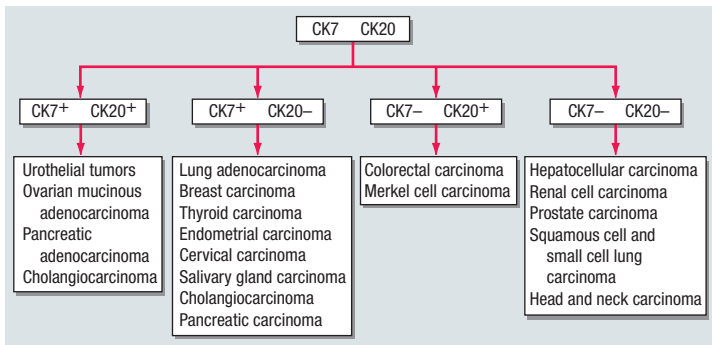 CK7 CK20
CK7+ CK20+
CK7+ CK20–
CK7– CK20+
CK7– CK20–
Urothelial tumors
Ovarian mucinous
adenocarcinoma
Pancreatic
adenocarcinoma
Cholangiocarcinoma
Lung adenocarcinoma
Breast carcinoma
Thyroid carcinoma
Endometrial carcinoma
Cervical carcinoma
Salivary gland carcinoma
Cholangiocarcinoma
Pancreatic carcinoma
Colorectal carcinoma
Merkel cell carcinoma
Hepatocellular carcinoma
Renal cell carcinoma
Prostate carcinoma
Squamous cell and
small cell lung
carcinoma
Head and neck carcinoma